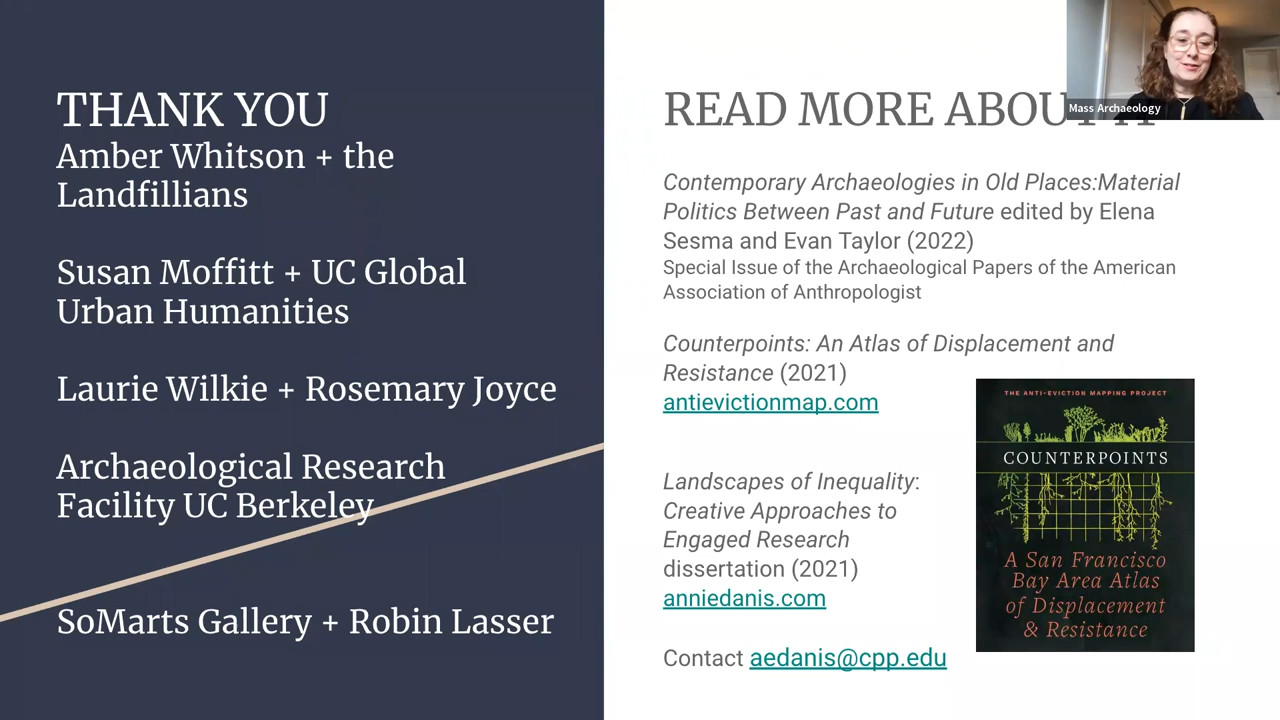 THANK YOU
Amber Whitson + the
Landfillians
Susan Moffitt + UC Global
Urban Humanities
Laurie Wilkie + Rosemary Joyce
Archaeological Research
Facility UC Berkeley
SoMarts Gallery + Robin Lasser
READ MORE ABOUT
Mass Archaeology
Contemporary Archaeologies in Old Places:Material
Politics Between Past and Future edited by Elena
Sesma and Evan Taylor (2022)
Special Issue of the Archaeological Papers of the American
Association of Anthropologist
Counterpoints: An Atlas of Displacement and
Resistance (2021)
antievictionmap.com
Landscapes of Inequality:
Creative Approaches to
Engaged Research
dissertation (2021)
anniedanis.com
Contact aedanis@cpp.edu
THE ANTI-EVICTION MAPPING PROJECT
COUNTERPOINTS
A San Francisco
Bay Area Atlas
of Displacement
& Resistance